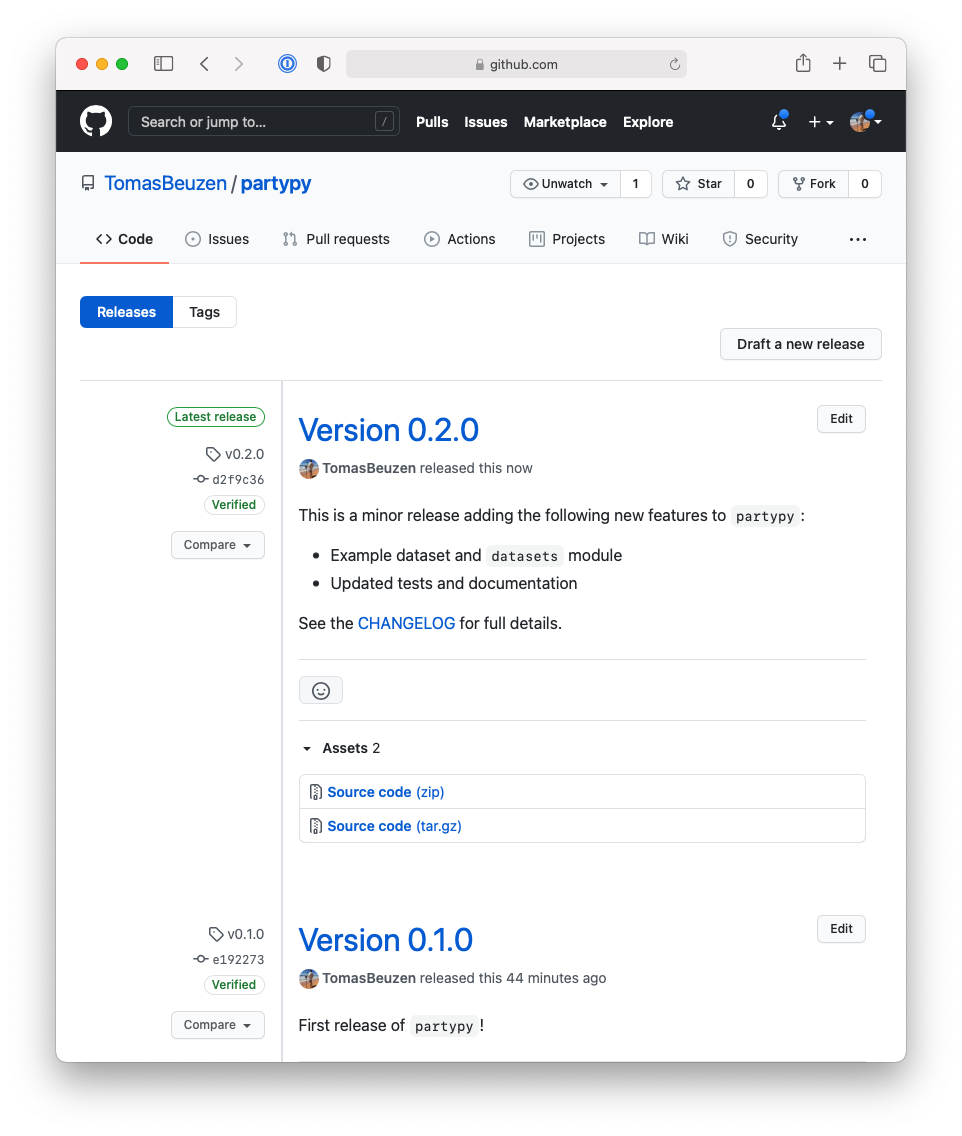 github.com
Search or jump to... /
Pulls Issues Marketplace Explore
TomasBeuzen / partypy
Unwatch 1 Star 0 Fork 0
Code Issues Pull requests Actions Projects Wiki Security ...
Releases Tags
Draft a new release
Latest release
v0.2.0
d2f9c36
Verified
Compare
Version 0.2.0
Edit
TomasBeuzen released this now
This is a minor release adding the following new features to partypy :
• Example dataset and datasets module
• Updated tests and documentation
See the CHANGELOG for full details.
Assets 2
Source code (zip)
Source code (tar.gz)
v0.1.0
e192273
Verified
Compare
Version 0.1.0
Edit
TomasBeuzen released this 44 minutes ago
First release of partypy !